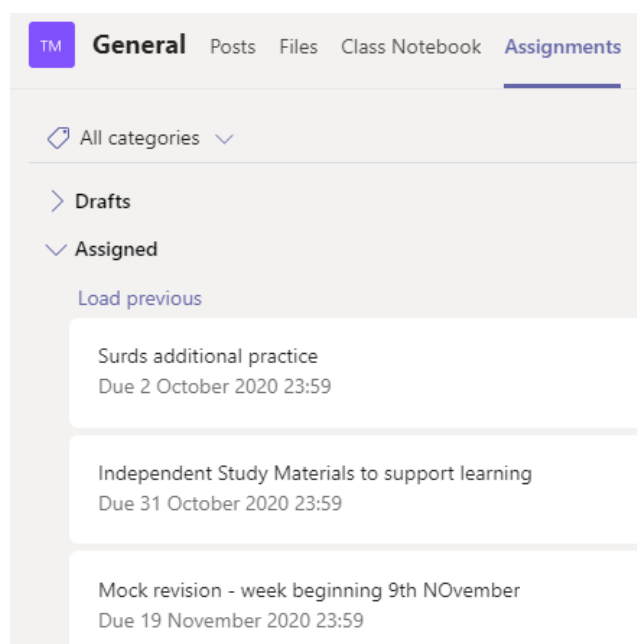 TM General Posts Files Class Notebook Assignments
All categories
Drafts
Assigned
Load previous
Surds additional practice
Due 2 October 2020 23:59
Independent Study Materials to support learning
Due 31 October 2020 23:59
Mock revision - week beginning 9th NOvember
Due 19 November 2020 23:59